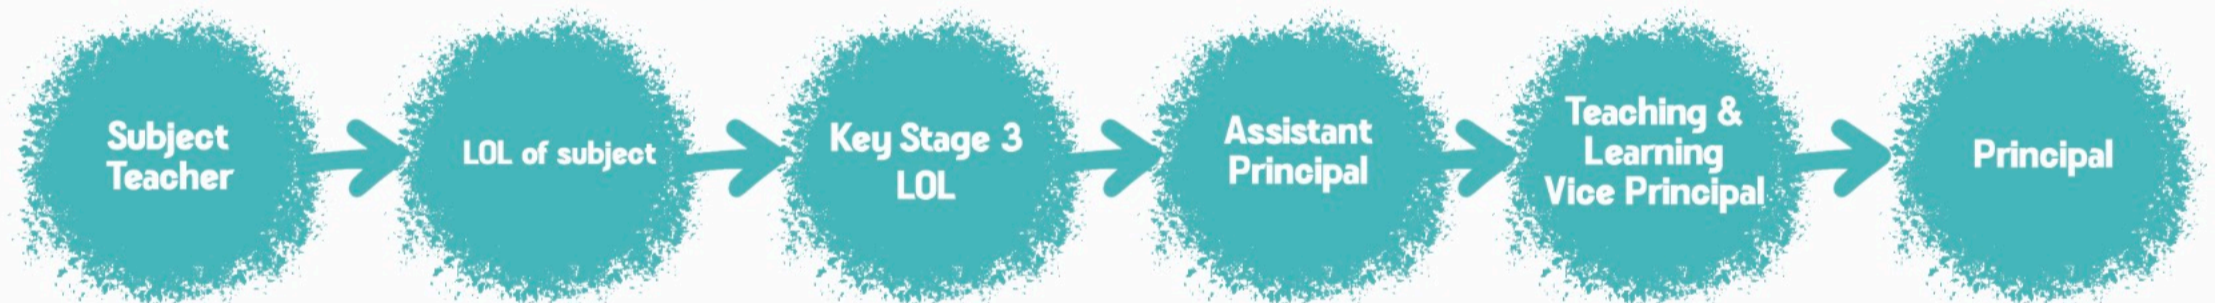 Subject
Teacher
LOL of subject
Key Stage 3
LOL
Assistant
Principal
Teaching &
Learning
Vice Principal
Principal